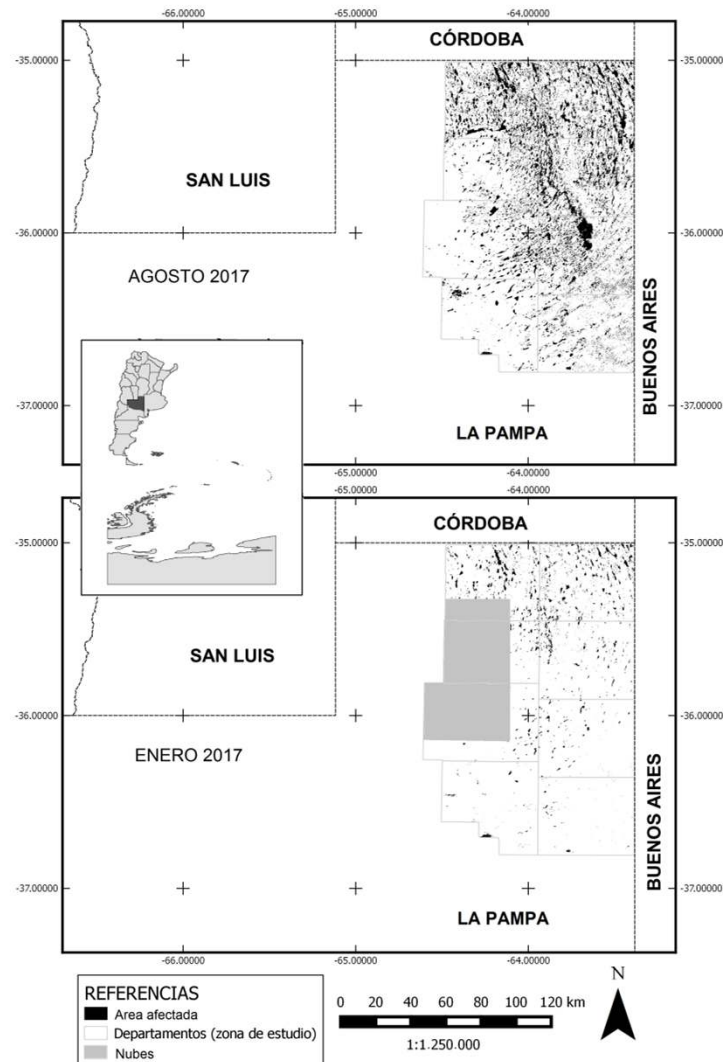 -66.00000 -65.00000 -64.00000
CÓRDOBA
-35.00000 -35.00000
SAN LUIS
-36.00000 -36.00000
AGOSTO 2017
BUENOS AIRES
-37.00000 -37.00000
LA PAMPA
-65.00000 -64.00000
-65.00000 -64.00000
CÓRDOBA
-35.00000 -35.00000
SAN LUIS
-36.00000 -36.00000
ENERO 2017
BUENOS AIRES
-37.00000 -37.00000
LA PAMPA
-66.00000 -65.00000 -64.00000
REFERENCIAS
Area afectada
Departamentos (zona de estudio)
Nubes
0 20 40 60 80 100 120 km
1:1.250.000
N